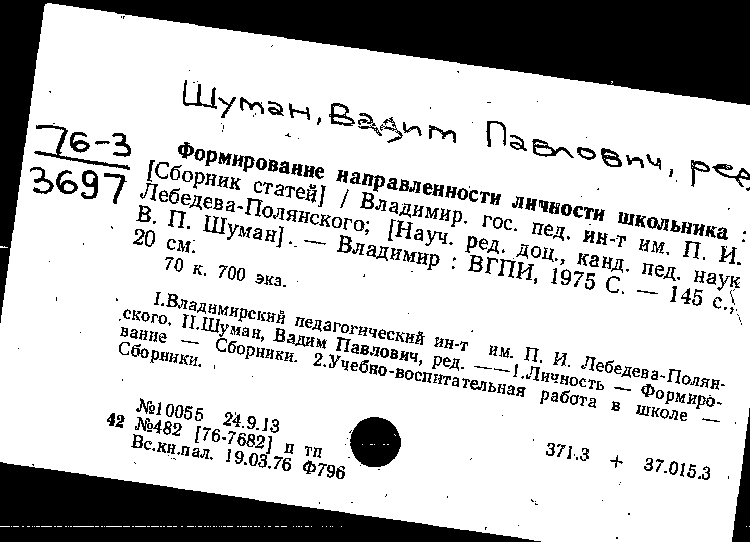 Шуман, Вадим Павлович, ред
76-3
3697
Формирование направленности личности школьника :
[Сборник статей] / Владимир. гос. пед. ин-т им. П. И.
Лебедева-Полянского; [Науч. ред. доц., канд. пед. наук
В. П. Шуман]. — Владимир : ВГПИ, 1975 С. — 145 с.;
20 см.
70 к. 700 экз.
I.Владимирский педагогический ин-т им. П. И. Лебедева-Полян-
ского. II.Шуман, Вадим Павлович, ред. ——1.Личность — Формиро-
вание — Сборники. 2.Учебно-воспитательная работа в школе —
Сборники.
№10055 24.9.13
42 №482 [76-7682] п тп
Вс.кн.пал. 19.03.76 Ф796
371.3 + 37.015.3